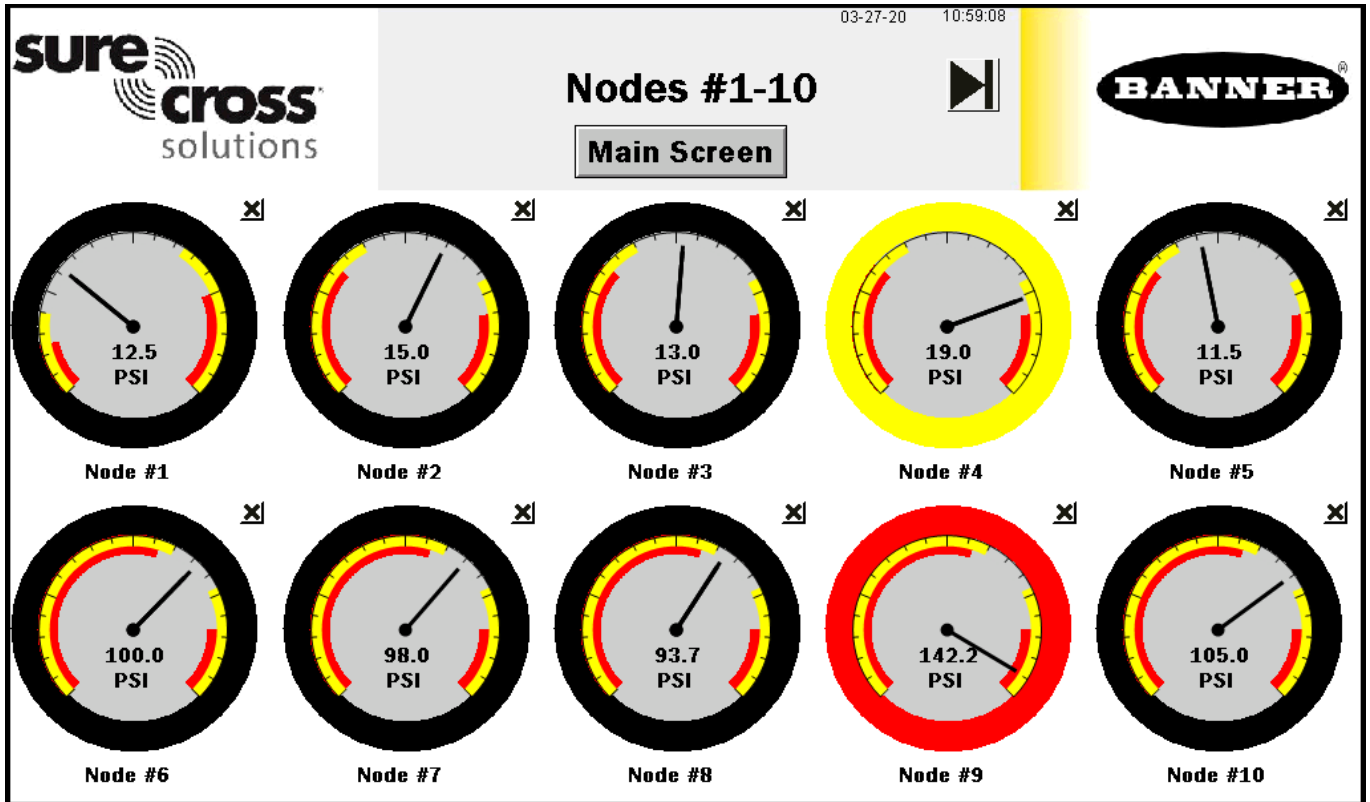 03-27-20 10:59:08
sure
cross
solutions
Nodes #1-10
BANNER®
Main Screen
12.5
PSI
15.0
PSI
13.0
PSI
19.0
PSI
11.5
PSI
Node #1
Node #2
Node #3
Node #4
Node #5
100.0
PSI
98.0
PSI
93.7
PSI
142.2
PSI
105.0
PSI
Node #6
Node #7
Node #8
Node #9
Node #10